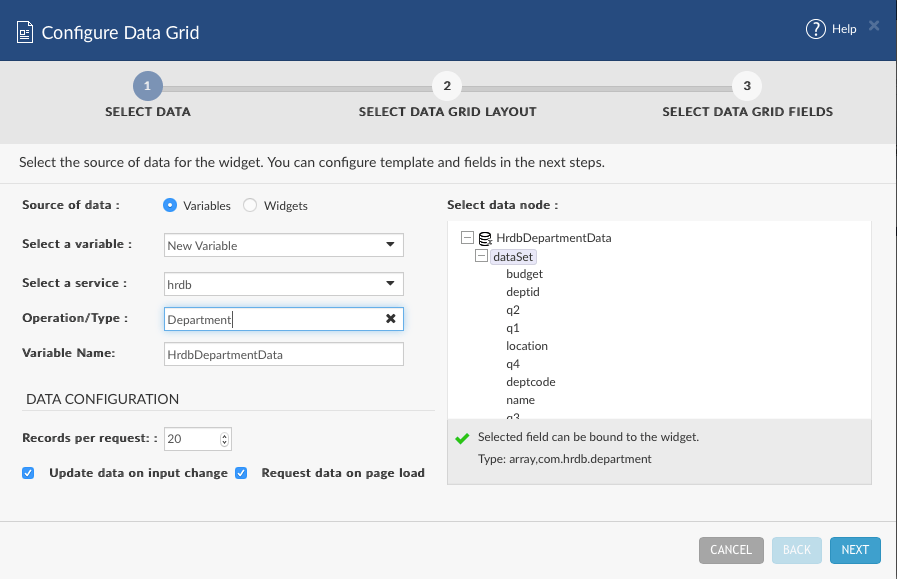 Configure Data Grid
Help
1
2
3
SELECT DATA
SELECT DATA GRID LAYOUT
SELECT DATA GRID FIELDS
Select the source of data for the widget. You can configure template and fields in the next steps.
Source of data :
Variables
Widgets
Select a variable :
New Variable
Select a service :
hrdb
Operation/Type :
Department
Variable Name:
HrdbDepartmentData
DATA CONFIGURATION
Records per request: :
20
Update data on input change
Request data on page load
Select data node :
HrdbDepartmentData
dataSet
budget
deptid
q2
q1
location
q4
deptcode
name
q3
Selected field can be bound to the widget.
Type: array,com.hrdb.department
CANCEL
BACK
NEXT